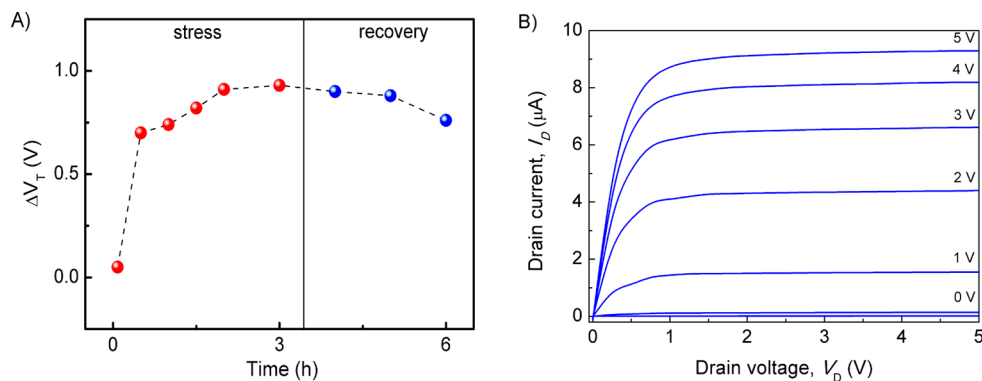 A)
stress
recovery
1.0
0.5
0.0
ΔV_T (V)
0
3
6
Time (h)
B)
10
8
6
4
2
0
Drain current, I_D (μA)
5 V
4 V
3 V
2 V
1 V
0 V
0
1
2
3
4
5
Drain voltage, V_D (V)